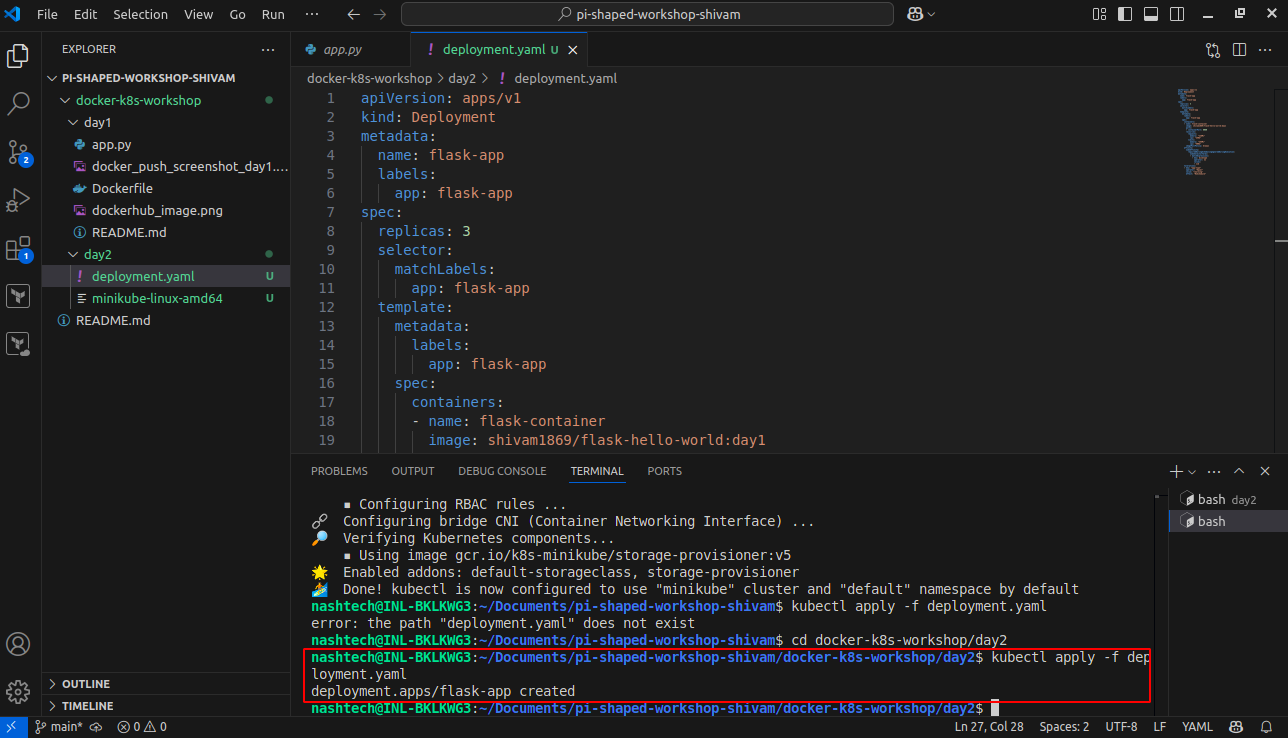 File Edit Selection View Go Run ··· pi-shaped-workshop-shivam
EXPLORER ···
PI-SHAPED-WORKSHOP-SHIVAM
docker-k8s-workshop
day1
app.py
docker_push_screenshot_day1....
Dockerfile
dockerhub_image.png
README.md
day2
deployment.yaml U
minikube-linux-amd64 U
README.md
OUTLINE
TIMELINE
2
1
app.py
deployment.yaml U
docker-k8s-workshop > day2 > deployment.yaml
1 apiVersion: apps/v1
2 kind: Deployment
3 metadata:
4 name: flask-app
5 labels:
6 app: flask-app
7 spec:
8 replicas: 3
9 selector:
10 matchLabels:
11 app: flask-app
12 template:
13 metadata:
14 labels:
15 app: flask-app
16 spec:
17 containers:
18 - name: flask-container
19 image: shivam1869/flask-hello-world:day1
PROBLEMS OUTPUT DEBUG CONSOLE TERMINAL PORTS
▪ Configuring RBAC rules ...
Configuring bridge CNI (Container Networking Interface) ...
Verifying Kubernetes components...
▪ Using image gcr.io/k8s-minikube/storage-provisioner:v5
Enabled addons: default-storageclass, storage-provisioner
Done! kubectl is now configured to use "minikube" cluster and "default" namespace by default
nashtech@INL-BKLKWG3:~/Documents/pi-shaped-workshop-shivam$ kubectl apply -f deployment.yaml
error: the path "deployment.yaml" does not exist
nashtech@INL-BKLKWG3:~/Documents/pi-shaped-workshop-shivam$ cd docker-k8s-workshop/day2
nashtech@INL-BKLKWG3:~/Documents/pi-shaped-workshop-shivam/docker-k8s-workshop/day2$ kubectl apply -f dep
loyment.yaml
deployment.apps/flask-app created
nashtech@INL-BKLKWG3:~/Documents/pi-shaped-workshop-shivam/docker-k8s-workshop/day2$
bash day2
bash
main* 0 0 Ln 27, Col 28 Spaces: 2 UTF-8 LF YAML